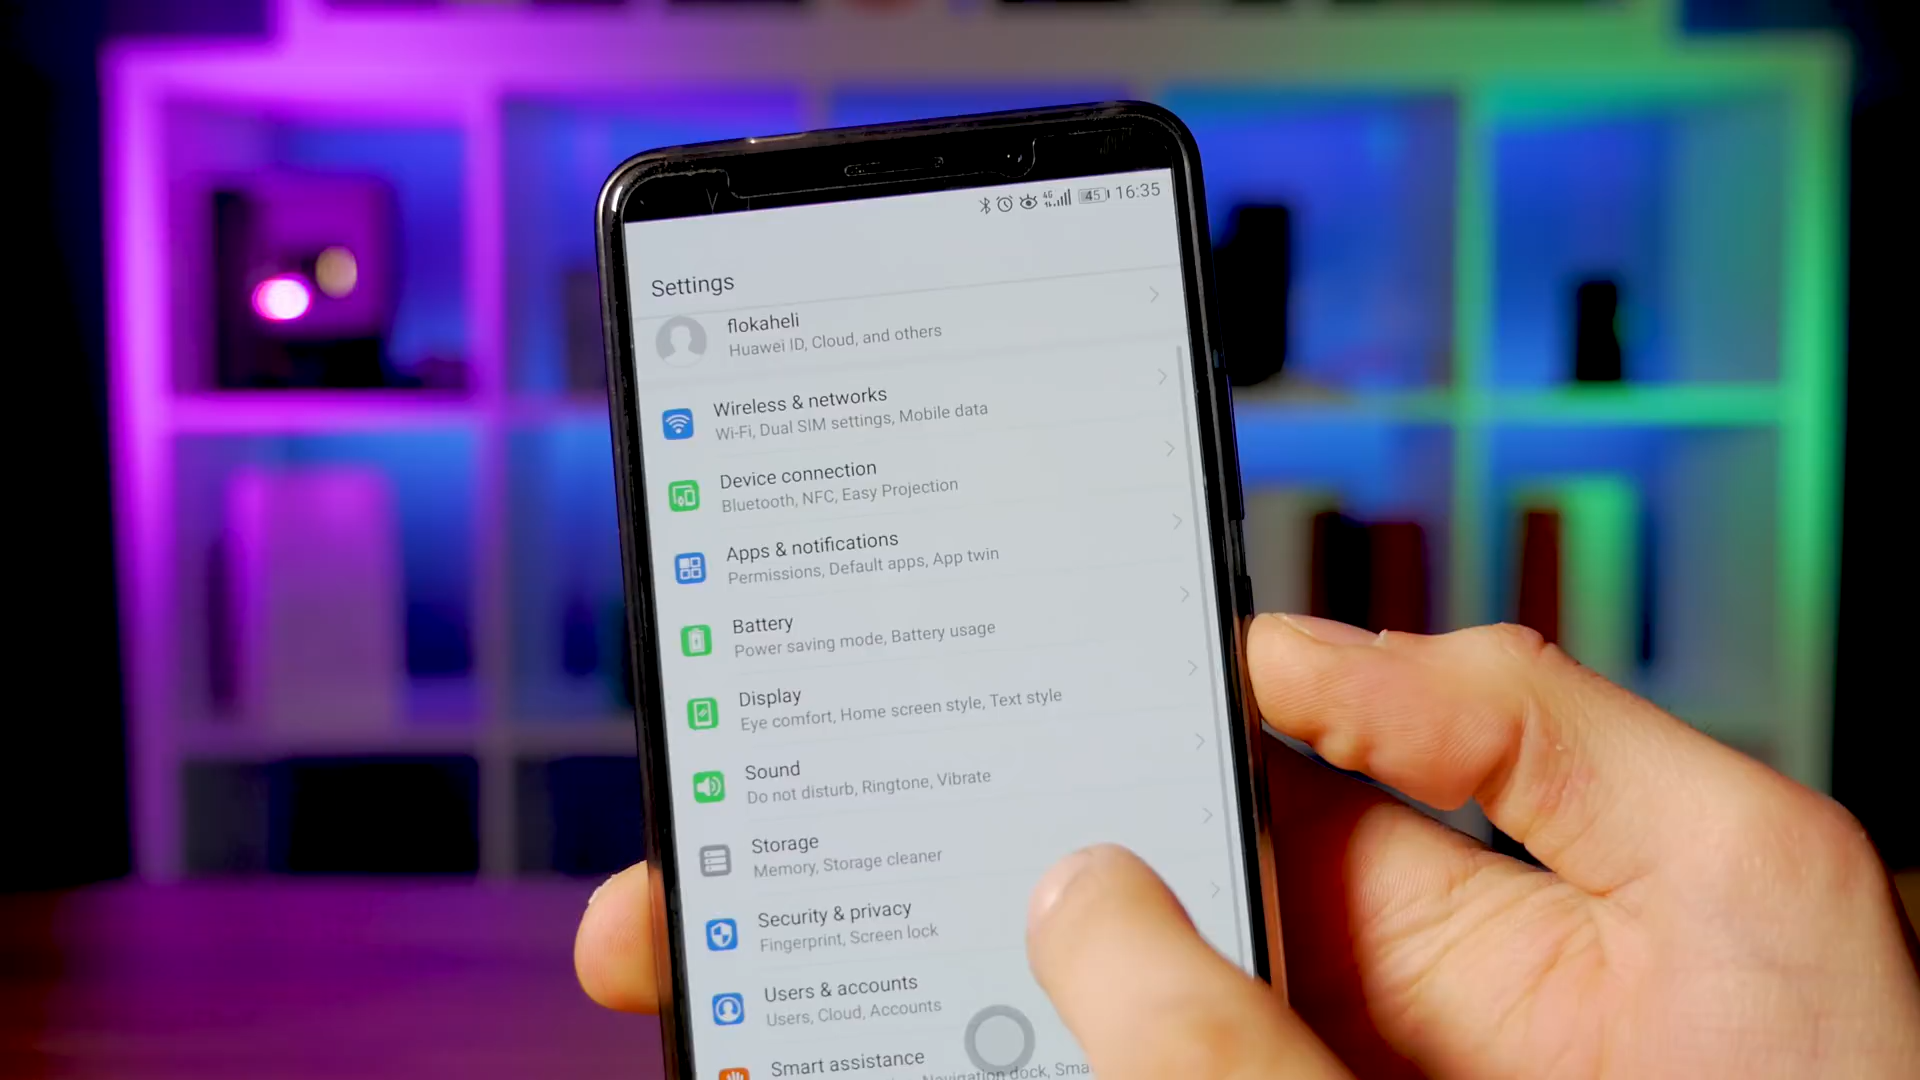 4G 45 16:35
Settings
flokaheli
Huawei ID, Cloud, and others
Wireless & networks
Wi-Fi, Dual SIM settings, Mobile data
Device connection
Bluetooth, NFC, Easy Projection
Apps & notifications
Permissions, Default apps, App twin
Battery
Power saving mode, Battery usage
Display
Eye comfort, Home screen style, Text style
Sound
Do not disturb, Ringtone, Vibrate
Storage
Memory, Storage cleaner
Security & privacy
Fingerprint, Screen lock
Users & accounts
Users, Cloud, Accounts
Smart assistance
Navigation dock, Sma